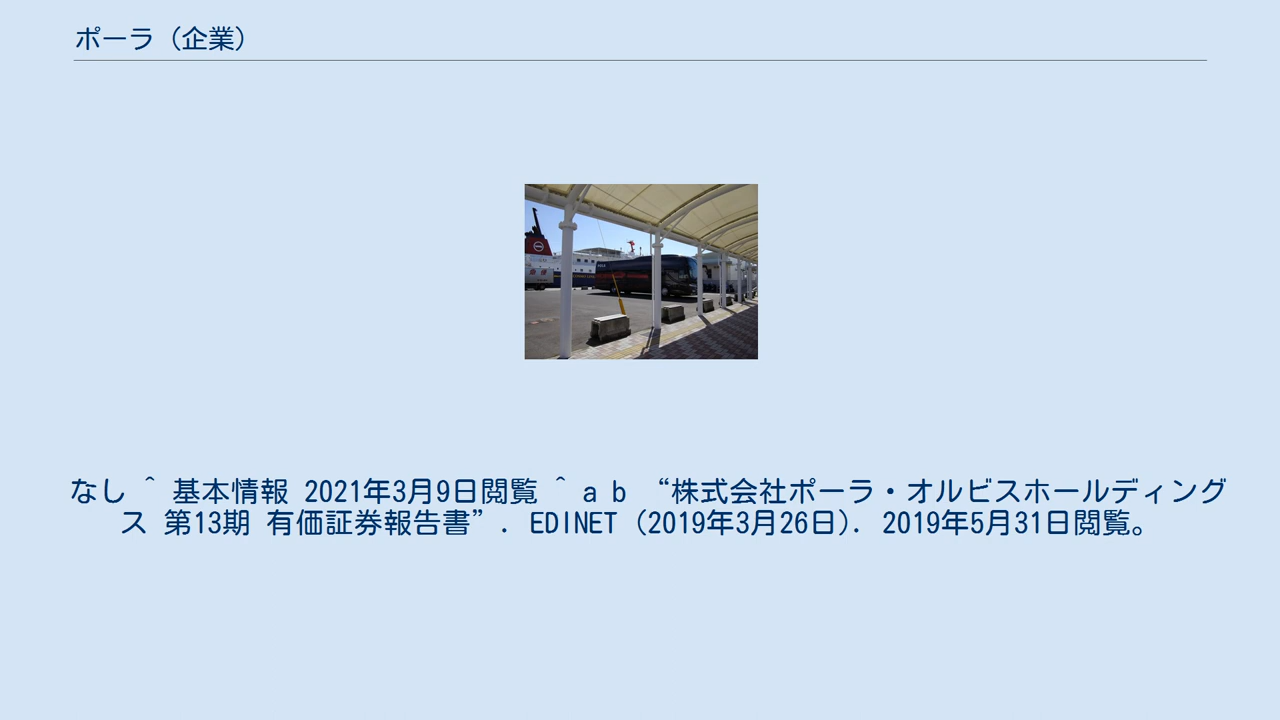 ポーラ（企業）
なし ^ 基本情報 2021年3月9日閲覧 ^ a b “株式会社ポーラ・オルビスホールディング
ス 第13期 有価証券報告書”. EDINET (2019年3月26日). 2019年5月31日閲覧。